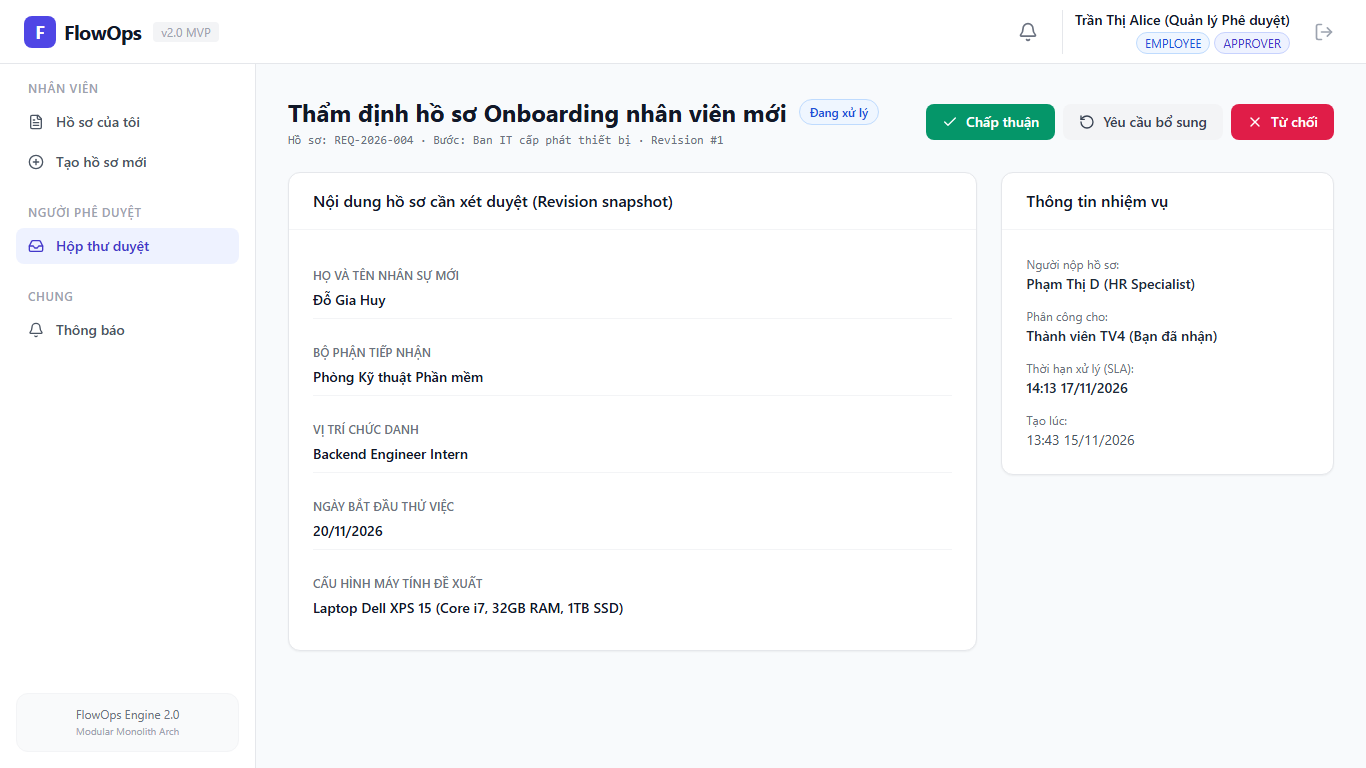 F FlowOps v2.0 MVP
Trần Thị Alice (Quản lý Phê duyệt)
EMPLOYEE APPROVER
NHÂN VIÊN
Hồ sơ của tôi
Tạo hồ sơ mới
NGƯỜI PHÊ DUYỆT
Hộp thư duyệt
CHUNG
Thông báo
FlowOps Engine 2.0
Modular Monolith Arch
Thẩm định hồ sơ Onboarding nhân viên mới Đang xử lý
Hồ sơ: REQ-2026-004 · Bước: Ban IT cấp phát thiết bị · Revision #1
Chấp thuận Yêu cầu bổ sung Từ chối
Nội dung hồ sơ cần xét duyệt (Revision snapshot)
HỌ VÀ TÊN NHÂN SỰ MỚI
Đỗ Gia Huy
BỘ PHẬN TIẾP NHẬN
Phòng Kỹ thuật Phần mềm
VỊ TRÍ CHỨC DANH
Backend Engineer Intern
NGÀY BẮT ĐẦU THỬ VIỆC
20/11/2026
CẤU HÌNH MÁY TÍNH ĐỀ XUẤT
Laptop Dell XPS 15 (Core i7, 32GB RAM, 1TB SSD)
Thông tin nhiệm vụ
Người nộp hồ sơ:
Phạm Thị D (HR Specialist)
Phân công cho:
Thành viên TV4 (Bạn đã nhận)
Thời hạn xử lý (SLA):
14:13 17/11/2026
Tạo lúc:
13:43 15/11/2026